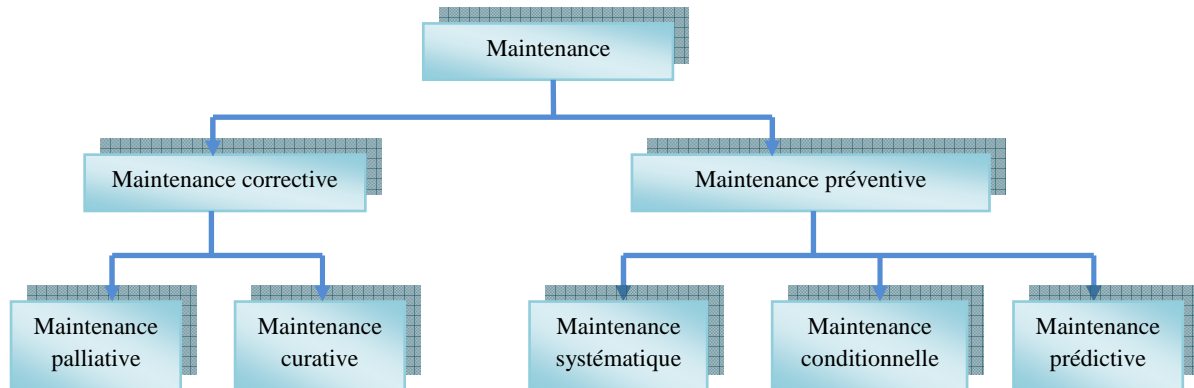 Maintenance
Maintenance corrective
Maintenance préventive
Maintenance
palliative
Maintenance
curative
Maintenance
systématique
Maintenance
conditionnelle
Maintenance
prédictive